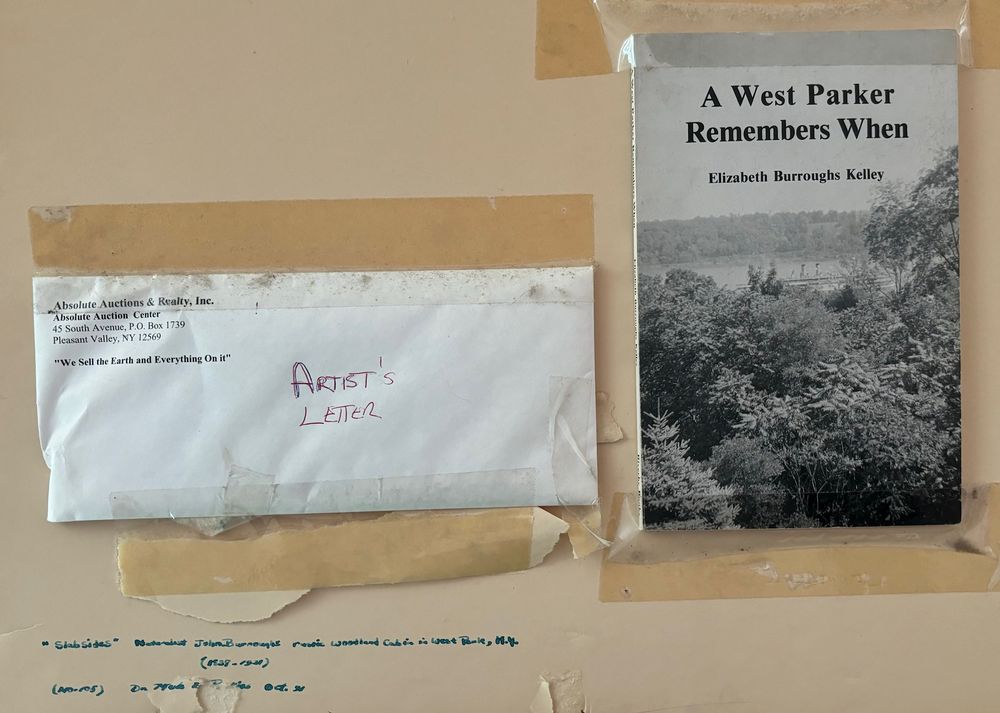 A West Parker
Remembers When
Elizabeth Burroughs Kelley
Absolute Auctions & Realty, Inc.
Absolute Auction Center
45 South Avenue, P.O. Box 1739
Pleasant Valley, NY 12569
"We Sell the Earth and Everything On it"
ARTIST'S
LETTER
"Slabsides" Naturalist John Burroughs rustic Woodland Cabin in West Park, N.Y.
Oct.